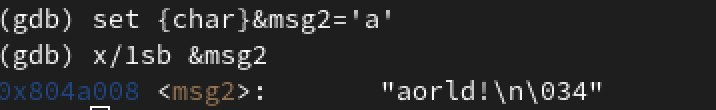 (gdb) set {char}&msg2='a'
(gdb) x/1sb &msg2
0x804a008 <msg2>: "aorld!\n\034"